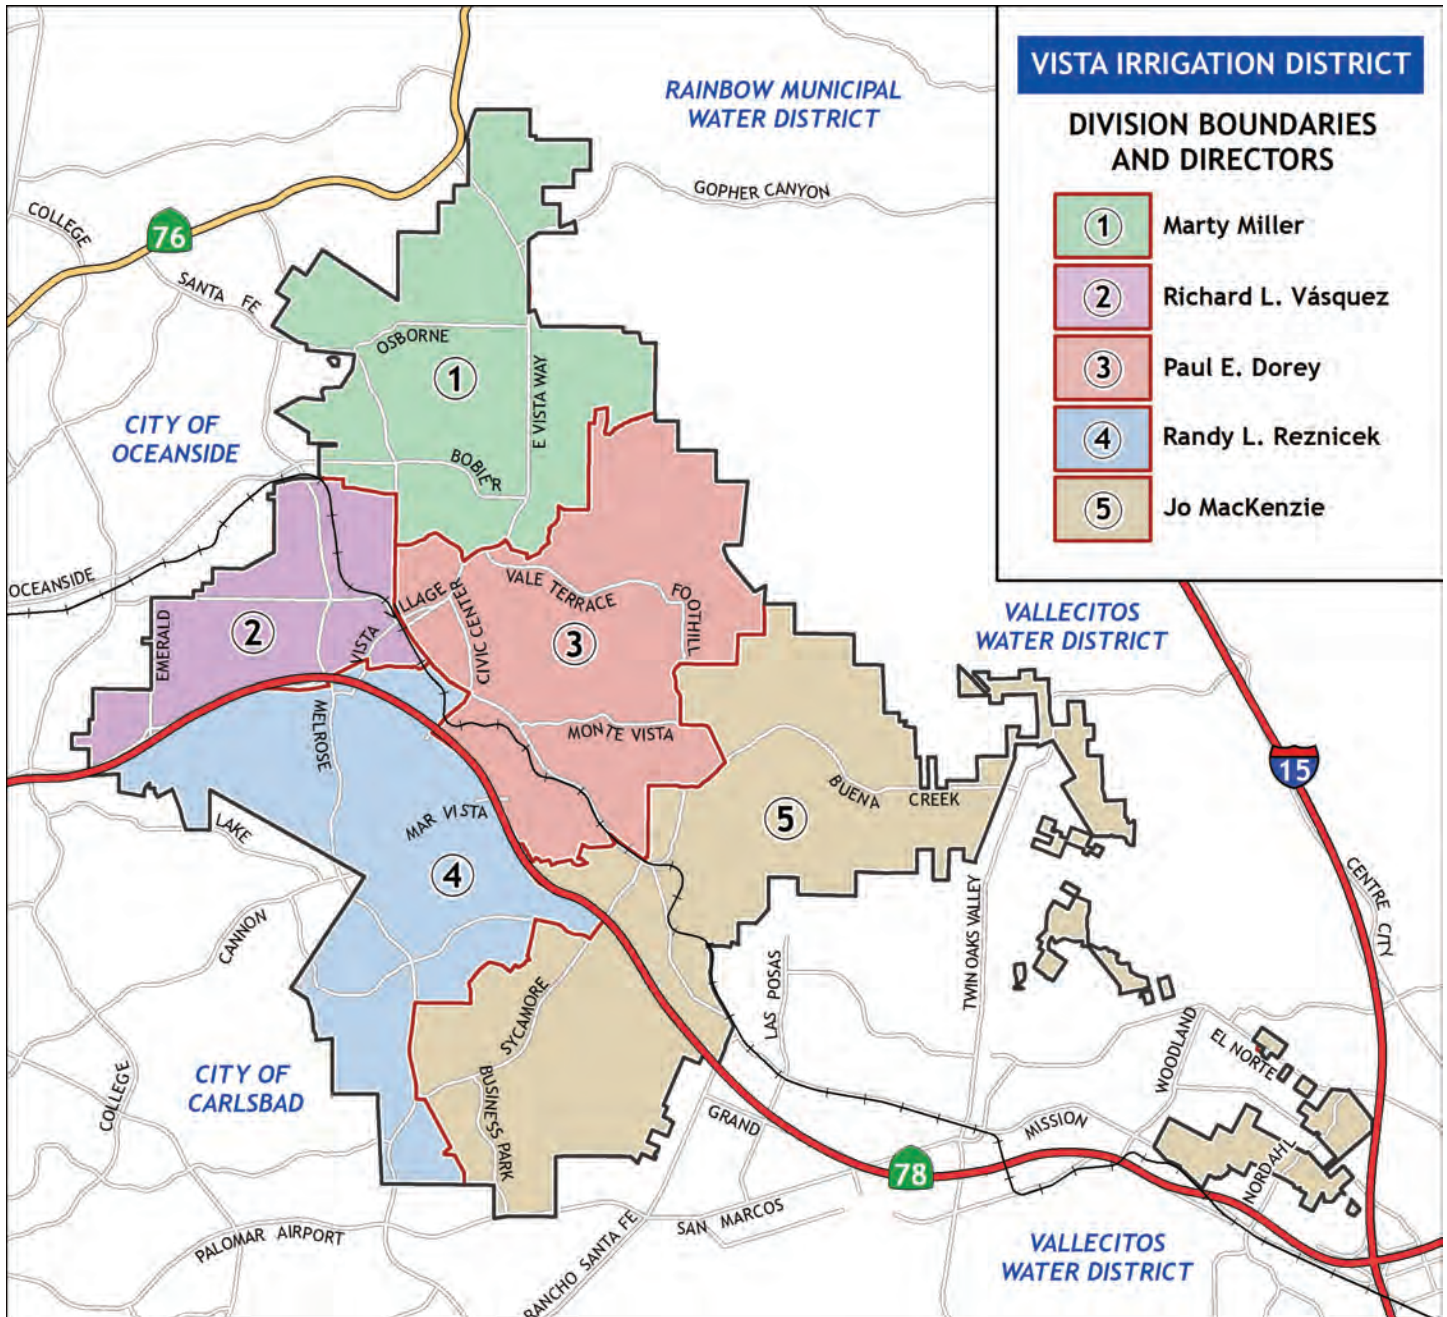 VISTA IRRIGATION DISTRICT
DIVISION BOUNDARIES
AND DIRECTORS
1 Marty Miller
2 Richard L. Vásquez
3 Paul E. Dorey
4 Randy L. Reznicek
5 Jo MacKenzie
RAINBOW MUNICIPAL
WATER DISTRICT
GOPHER CANYON
COLLEGE
76
SANTA FE
OSBORNE
1
E VISTA WAY
CITY OF
OCEANSIDE
BOBIER
OCEANSIDE
VALE TERRACE
FOOTHILL
LLAGE
CIVIC CENTER
VISTA
EMERALD
2
3
VALLECITOS
WATER DISTRICT
MELROSE
MONTE VISTA
15
BUENA
CREEK
MAR VISTA
5
LAKE
4
CENTRE CITY
CANNON
TWIN OAKS VALLEY
LAS POSAS
SYCAMORE
WOODLAND
EL NORTE
CITY OF
CARLSBAD
COLLEGE
BUSINESS PARK
GRAND
MISSION
NORDAHL
78
SAN MARCOS
PALOMAR AIRPORT
RANCHO SANTA FE
VALLECITOS
WATER DISTRICT